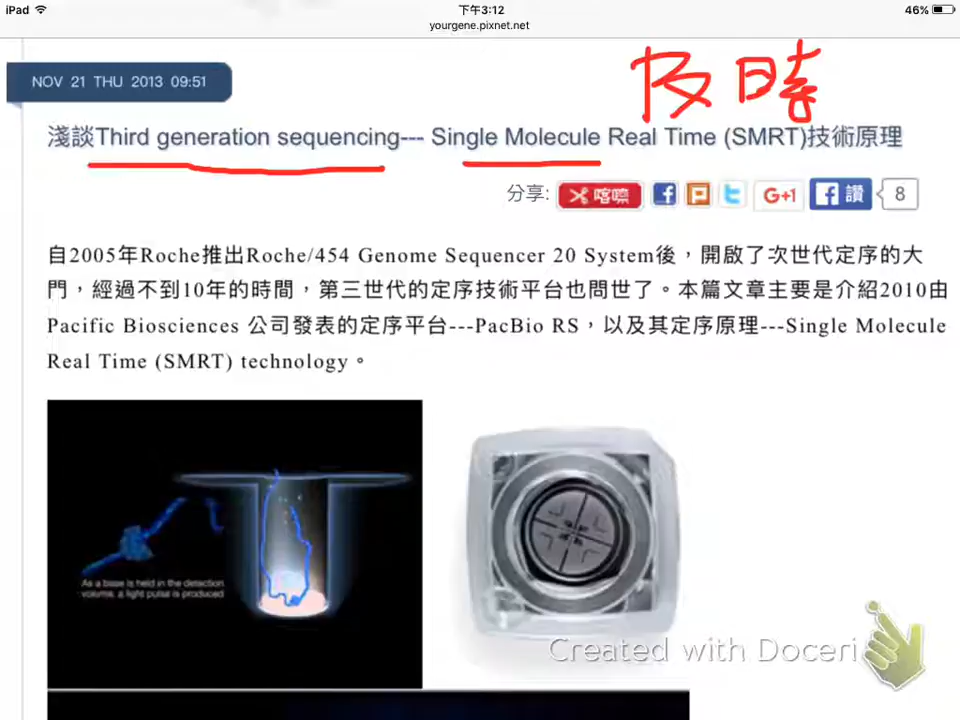 iPad 下午3:12 46%
yourgene.pixnet.net
NOV 21 THU 2013 09:51
及時
淺談Third generation sequencing--- Single Molecule Real Time (SMRT)技術原理
分享: 喀嚓 G+1 讚 8
自2005年Roche推出Roche/454 Genome Sequencer 20 System後，開啟了次世代定序的大
門，經過不到10年的時間，第三世代的定序技術平台也問世了。本篇文章主要是介紹2010由
Pacific Biosciences 公司發表的定序平台---PacBio RS，以及其定序原理---Single Molecule
Real Time (SMRT) technology。
As a base is held in the detection
volume, a light pulse is produced
Created with Doceri